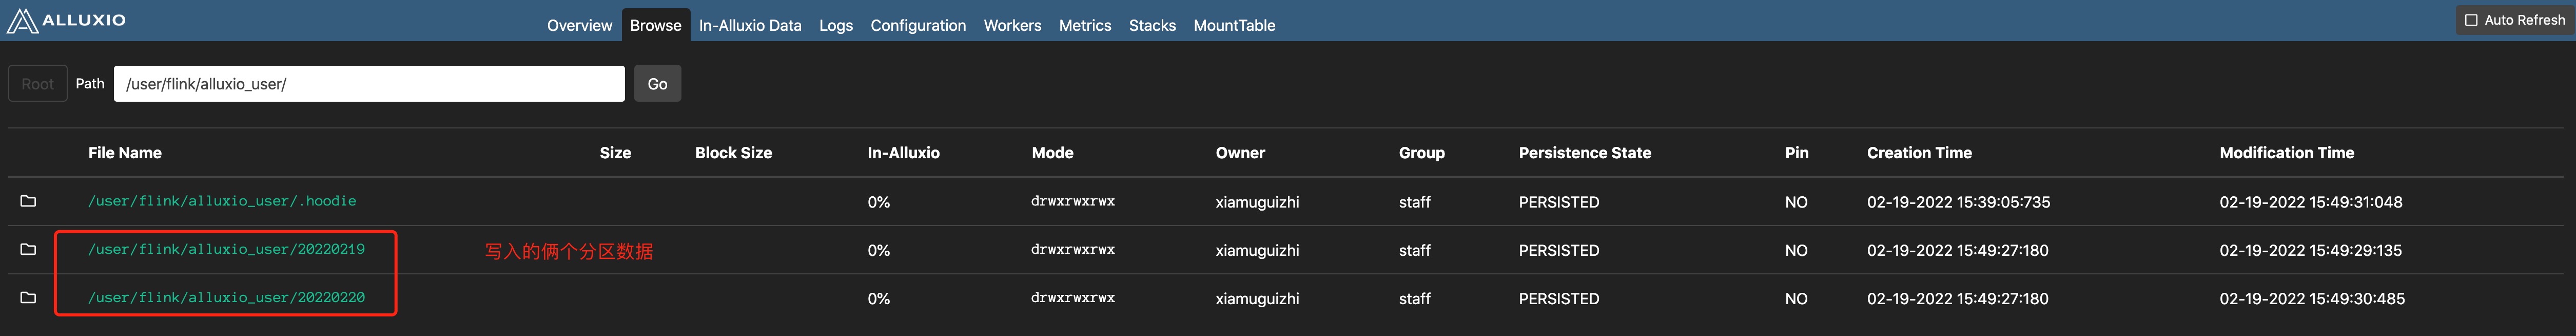 ALLUXIO Overview Browse In-Alluxio Data Logs Configuration Workers Metrics Stacks MountTable Auto Refresh
Root Path /user/flink/alluxio_user/ Go
File Name Size Block Size In-Alluxio Mode Owner Group Persistence State Pin Creation Time Modification Time
/user/flink/alluxio_user/.hoodie 0% drwxrwxrwx xiamuguizhi staff PERSISTED NO 02-19-2022 15:39:05:735 02-19-2022 15:49:31:048
/user/flink/alluxio_user/20220219 写入的俩个分区数据 0% drwxrwxrwx xiamuguizhi staff PERSISTED NO 02-19-2022 15:49:27:180 02-19-2022 15:49:29:135
/user/flink/alluxio_user/20220220 0% drwxrwxrwx xiamuguizhi staff PERSISTED NO 02-19-2022 15:49:27:180 02-19-2022 15:49:30:485